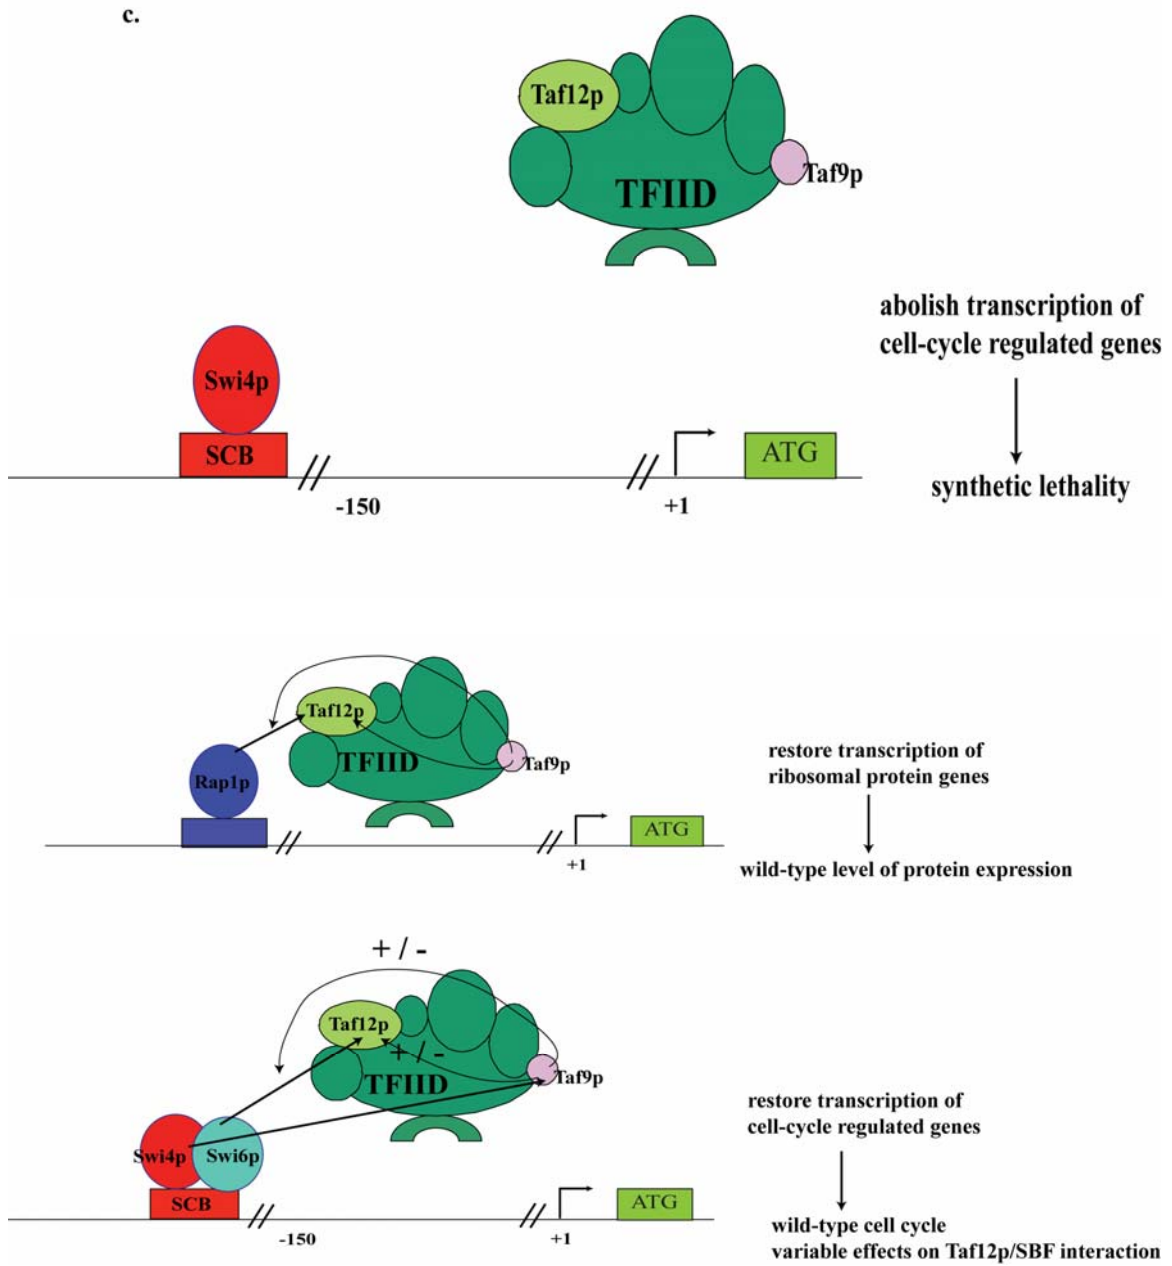 c.
Taf12p
TFIID
Taf9p
abolish transcription of
cell-cycle regulated genes
synthetic lethality
Swi4p
SCB
ATG
-150
+1
Taf12p
TFIID
Taf9p
Rap1p
ATG
+1
restore transcription of
ribosomal protein genes
wild-type level of protein expression
+ / -
Taf12p
+ / -
TFIID
Taf9p
Swi4p
Swi6p
SCB
ATG
-150
+1
restore transcription of
cell-cycle regulated genes
wild-type cell cycle
variable effects on Taf12p/SBF interaction